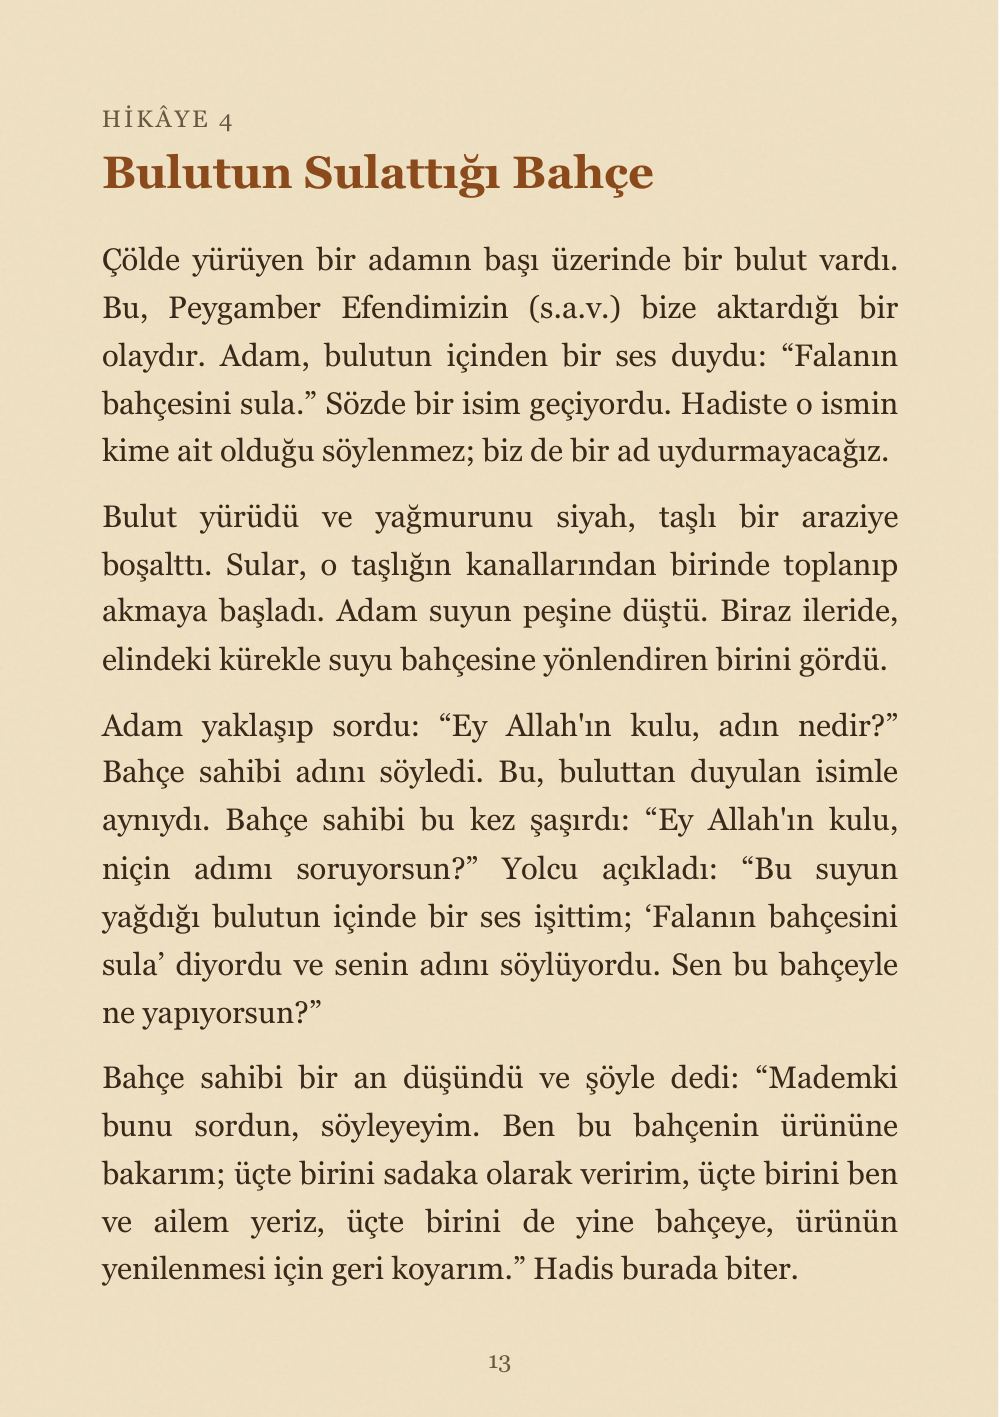 HİKÂYE 4
Bulutun Sulattığı Bahçe
Çölde yürüyen bir adamın başı üzerinde bir bulut vardı.
Bu, Peygamber Efendimizin (s.a.v.) bize aktardığı bir
olaydır. Adam, bulutun içinden bir ses duydu: “Falanın
bahçesini sula.” Sözde bir isim geçiyordu. Hadiste o ismin
kime ait olduğu söylenmez; biz de bir ad uydurmayacağız.
Bulut yürüdü ve yağmurunu siyah, taşlı bir araziye
boşalttı. Sular, o taşlığın kanallarından birinde toplanıp
akmaya başladı. Adam suyun peşine düştü. Biraz ileride,
elindeki kürekle suyu bahçesine yönlendiren birini gördü.
Adam yaklaşıp sordu: “Ey Allah'ın kulu, adın nedir?”
Bahçe sahibi adını söyledi. Bu, buluttan duyulan isimle
aynıydı. Bahçe sahibi bu kez şaşırdı: “Ey Allah'ın kulu,
niçin adımı soruyorsun?” Yolcu açıkladı: “Bu suyun
yağdığı bulutun içinde bir ses işittim; ‘Falanın bahçesini
sula’ diyordu ve senin adını söylüyordu. Sen bu bahçeyle
ne yapıyorsun?”
Bahçe sahibi bir an düşündü ve şöyle dedi: “Mademki
bunu sordun, söyleyeyim. Ben bu bahçenin ürününe
bakarım; üçte birini sadaka olarak veririm, üçte birini ben
ve ailem yeriz, üçte birini de yine bahçeye, ürünün
yenilenmesi için geri koyarım.” Hadis burada biter.
13